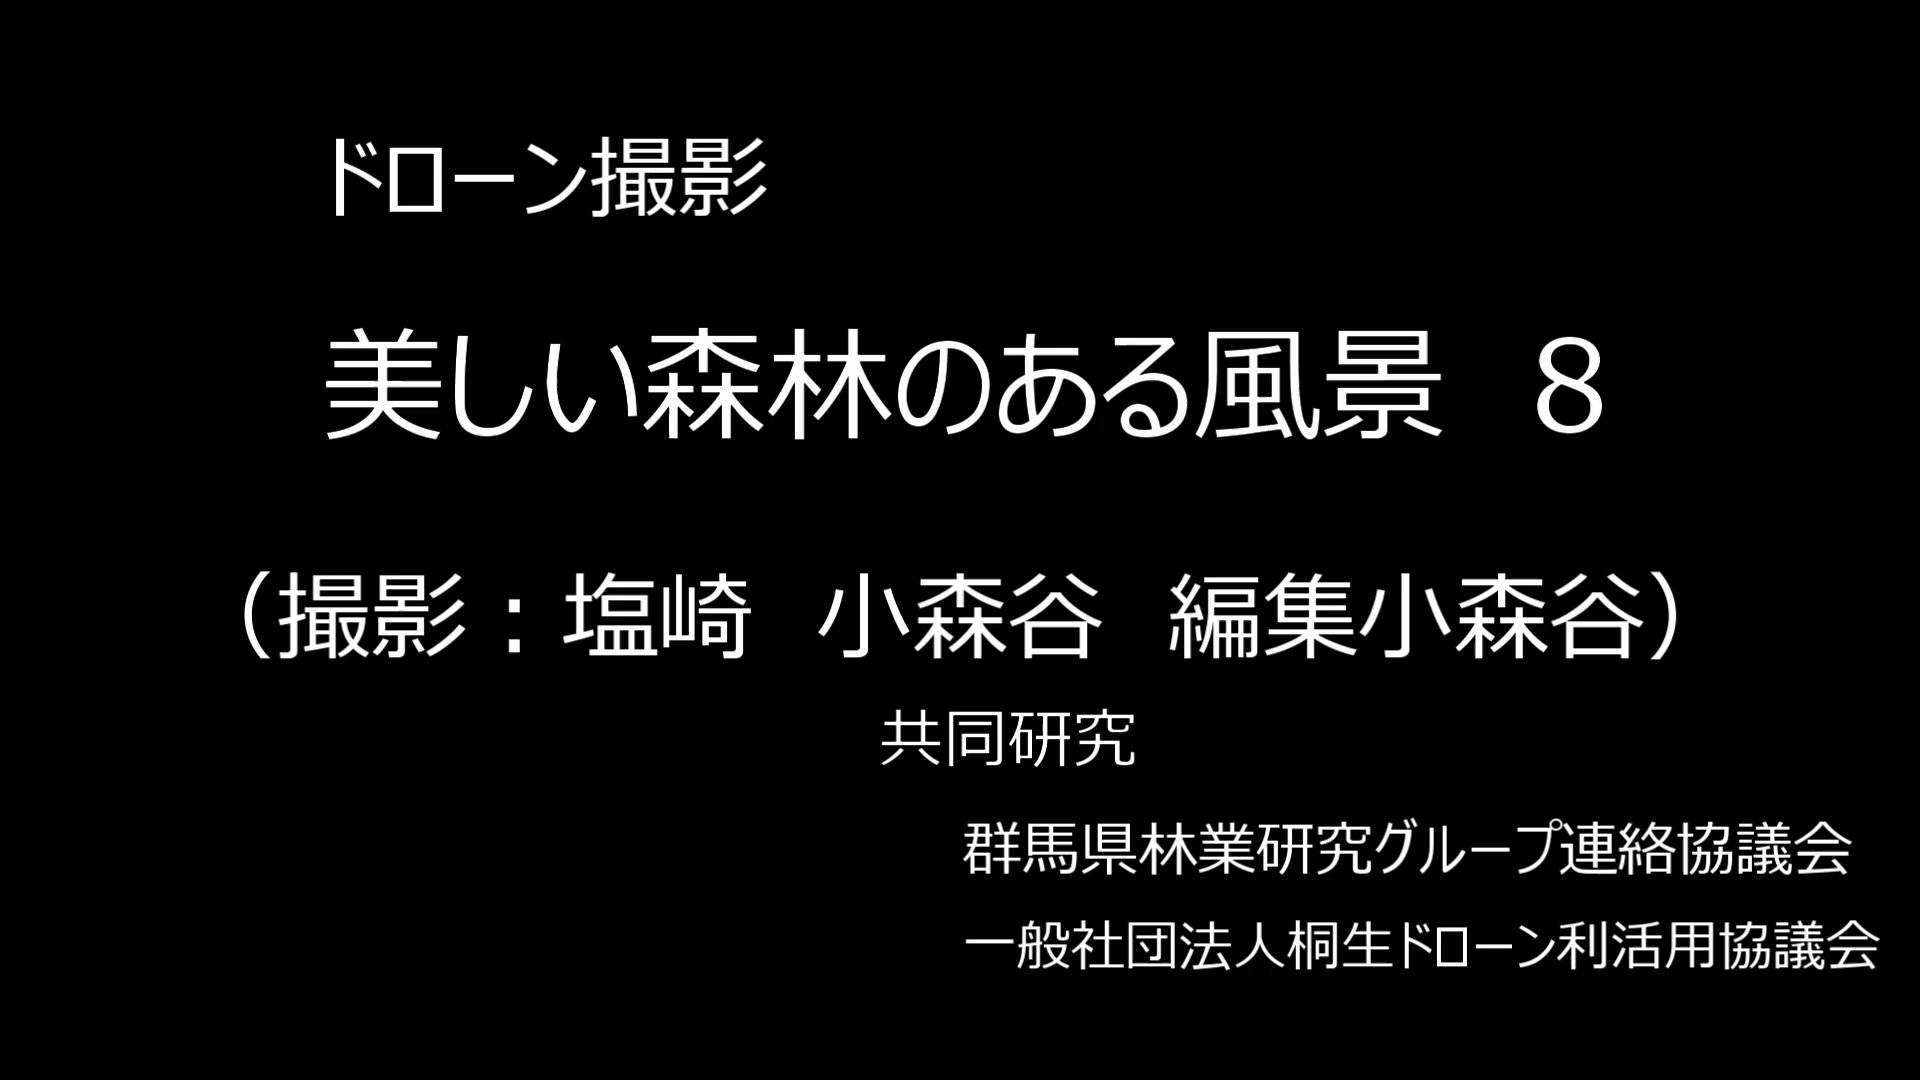 ドローン撮影
美しい森林のある風景　８
（撮影：塩崎　小森谷　編集小森谷）
共同研究
群馬県林業研究グループ連絡協議会
一般社団法人桐生ドローン利活用協議会